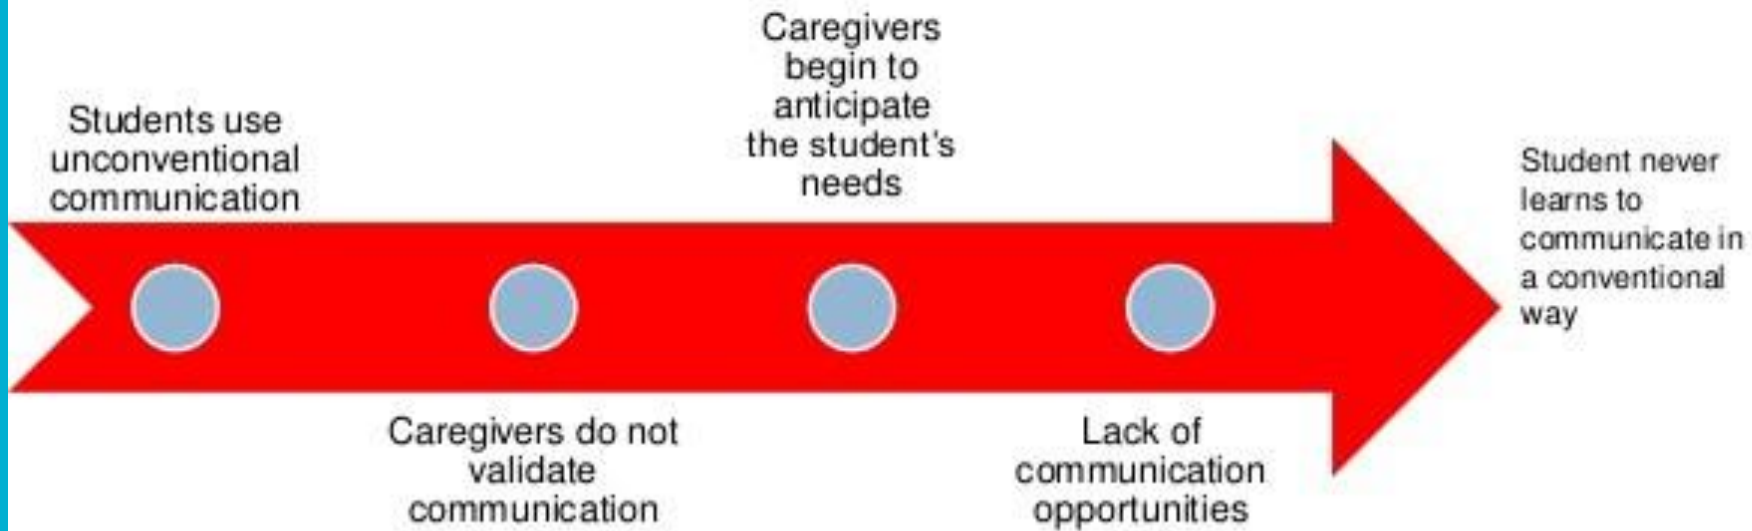 Students use
unconventional
communication
Caregivers do not
validate
communication
Caregivers
begin to
anticipate
the student's
needs
Lack of
communication
opportunities
Student never
learns to
communicate in
a conventional
way